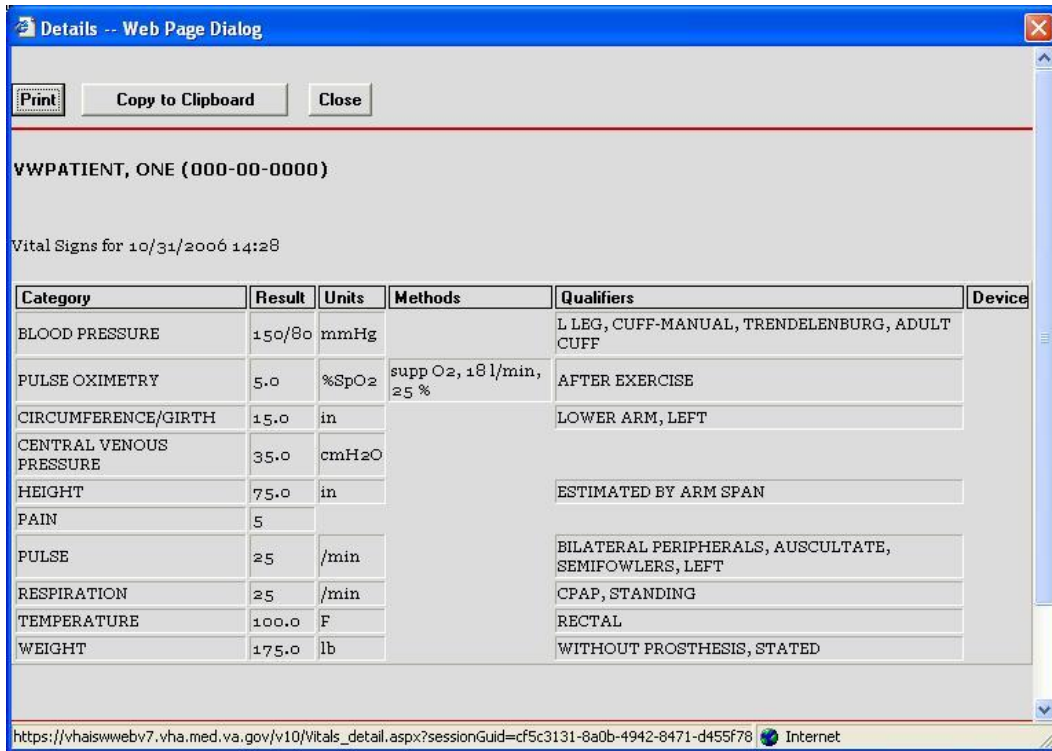 Details -- Web Page Dialog
Print Copy to Clipboard Close
VWPATIENT, ONE (000-00-0000)
Vital Signs for 10/31/2006 14:28
Category Result Units Methods Qualifiers Device
BLOOD PRESSURE 150/80 mmHg L LEG, CUFF-MANUAL, TRENDELENBURG, ADULT
CUFF
PULSE OXIMETRY 5.0 %SpO2 supp O2, 18 l/min,
25 % AFTER EXERCISE
CIRCUMFERENCE/GIRTH 15.0 in LOWER ARM, LEFT
CENTRAL VENOUS
PRESSURE 35.0 cmH2O
HEIGHT 75.0 in ESTIMATED BY ARM SPAN
PAIN 5
PULSE 25 /min BILATERAL PERIPHERALS, AUSCULTATE,
SEMIFOWLERS, LEFT
RESPIRATION 25 /min CPAP, STANDING
TEMPERATURE 100.0 F RECTAL
WEIGHT 175.0 lb WITHOUT PROSTHESIS, STATED
https://vhaiswwebv7.vha.med.va.gov/v10/Vitals_detail.aspx?sessionGuid=cf5c3131-8a0b-4942-8471-d455f78 Internet